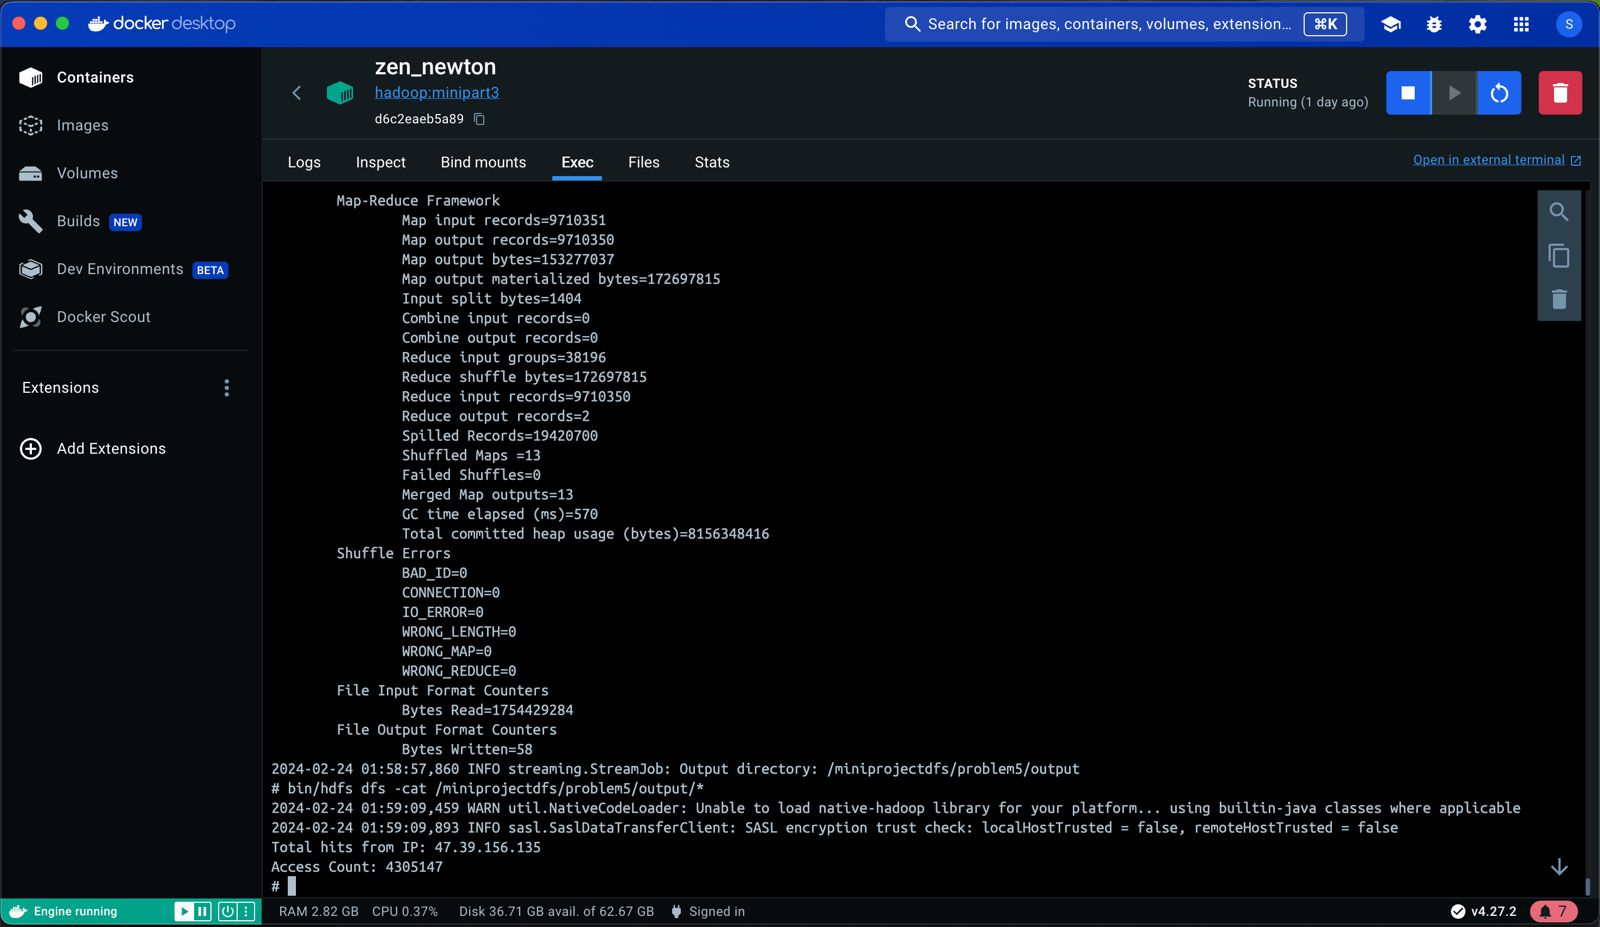 docker desktop
Search for images, containers, volumes, extension...
⌘K
S
Containers
Images
Volumes
Builds NEW
Dev Environments BETA
Docker Scout
Extensions
Add Extensions
zen_newton
hadoop:minipart3
d6c2eaeb5a89
STATUS
Running (1 day ago)
Logs Inspect Bind mounts Exec Files Stats
Open in external terminal
Map-Reduce Framework
Map input records=9710351
Map output records=9710350
Map output bytes=153277037
Map output materialized bytes=172697815
Input split bytes=1404
Combine input records=0
Combine output records=0
Reduce input groups=38196
Reduce shuffle bytes=172697815
Reduce input records=9710350
Reduce output records=2
Spilled Records=19420700
Shuffled Maps =13
Failed Shuffles=0
Merged Map outputs=13
GC time elapsed (ms)=570
Total committed heap usage (bytes)=8156348416
Shuffle Errors
BAD_ID=0
CONNECTION=0
IO_ERROR=0
WRONG_LENGTH=0
WRONG_MAP=0
WRONG_REDUCE=0
File Input Format Counters
Bytes Read=1754429284
File Output Format Counters
Bytes Written=58
2024-02-24 01:58:57,860 INFO streaming.StreamJob: Output directory: /miniprojectdfs/problem5/output
# bin/hdfs dfs -cat /miniprojectdfs/problem5/output/*
2024-02-24 01:59:09,459 WARN util.NativeCodeLoader: Unable to load native-hadoop library for your platform... using builtin-java classes where applicable
2024-02-24 01:59:09,893 INFO sasl.SaslDataTransferClient: SASL encryption trust check: localHostTrusted = false, remoteHostTrusted = false
Total hits from IP: 47.39.156.135
Access Count: 4305147
#
Engine running
RAM 2.82 GB CPU 0.37% Disk 36.71 GB avail. of 62.67 GB Signed in
v4.27.2
7